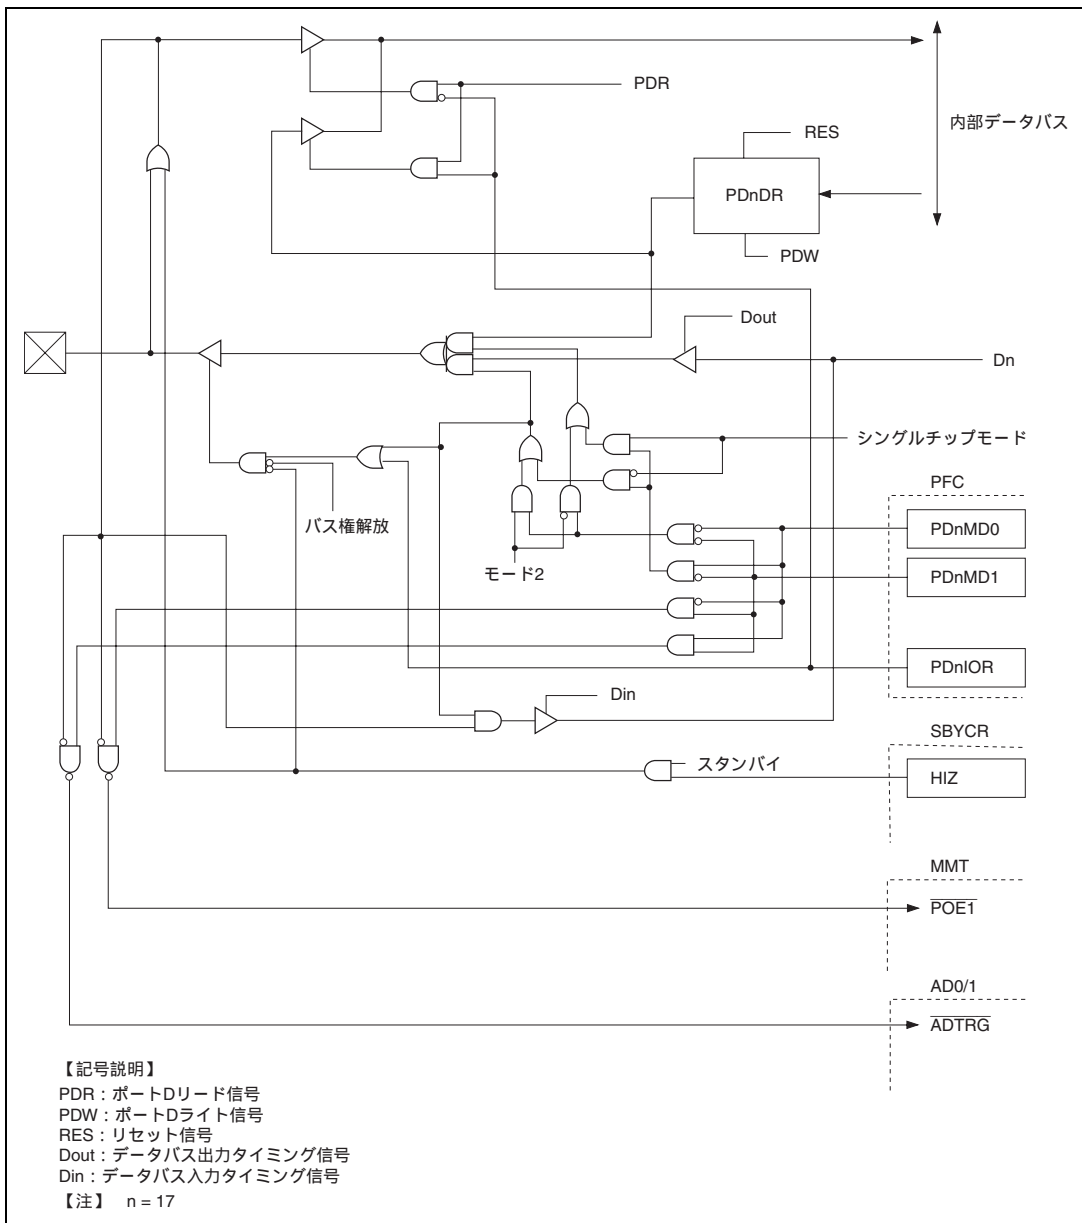 PDR
内部データバス
RES
PDnDR
PDW
Dout
Dn
シングルチップモード
PFC
バス権解放
PDnMD0
モード2
PDnMD1
PDnIOR
Din
SBYCR
スタンバイ
HIZ
MMT
POE1
AD0/1
ADTRG
【記号説明】
PDR：ポートDリード信号
PDW：ポートDライト信号
RES：リセット信号
Dout：データバス出力タイミング信号
Din：データバス入力タイミング信号
【注】 n = 17